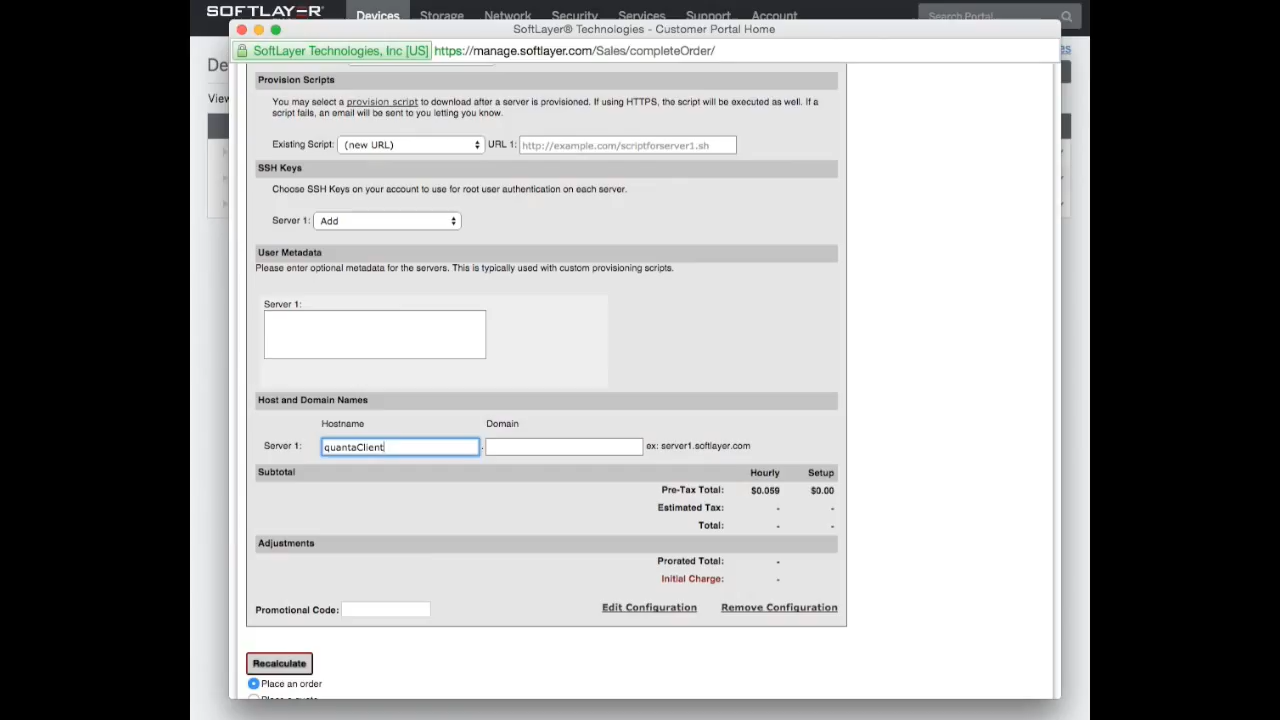 SOFTLAYER®
Devices Storage Network Security Services Support Account Search Portal
SoftLayer® Technologies - Customer Portal Home
SoftLayer Technologies, Inc [US] https://manage.softlayer.com/Sales/completeOrder/
De
Provision Scripts
You may select a provision script to download after a server is provisioned. If using HTTPS, the script will be executed as well. If a
script fails, an email will be sent to you letting you know.
Existing Script: (new URL) URL 1: http://example.com/scriptforserver1.sh
SSH Keys
Choose SSH Keys on your account to use for root user authentication on each server.
Server 1: Add
User Metadata
Please enter optional metadata for the servers. This is typically used with custom provisioning scripts.
Server 1:
Host and Domain Names
Hostname Domain
Server 1: quantaClient . ex: server1.softlayer.com
Subtotal Hourly Setup
Pre-Tax Total: $0.059 $0.00
Estimated Tax: - -
Total: - -
Adjustments
Prorated Total: -
Initial Charge: -
Promotional Code: Edit Configuration Remove Configuration
Recalculate
Place an order